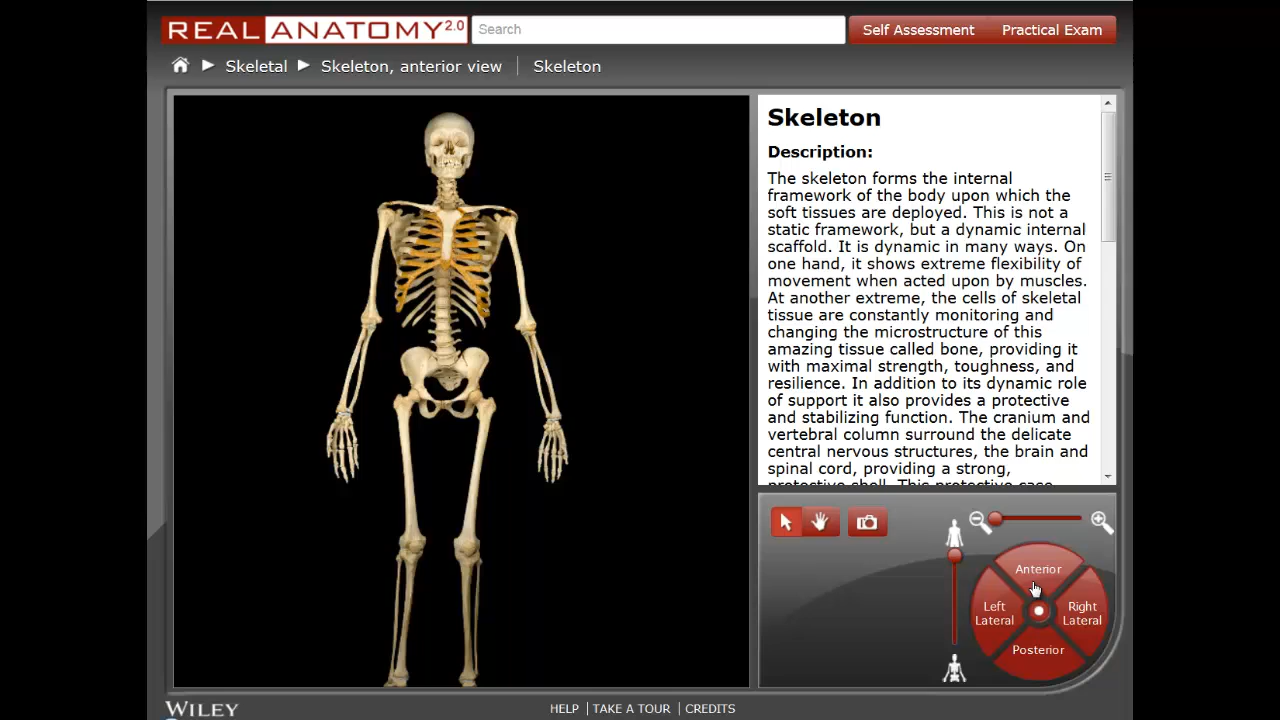 REAL ANATOMY 2.0
Search
Self Assessment
Practical Exam
Skeletal
Skeleton, anterior view
Skeleton
Skeleton
Description:
The skeleton forms the internal
framework of the body upon which the
soft tissues are deployed. This is not a
static framework, but a dynamic internal
scaffold. It is dynamic in many ways. On
one hand, it shows extreme flexibility of
movement when acted upon by muscles.
At another extreme, the cells of skeletal
tissue are constantly monitoring and
changing the microstructure of this
amazing tissue called bone, providing it
with maximal strength, toughness, and
resilience. In addition to its dynamic role
of support it also provides a protective
and stabilizing function. The cranium and
vertebral column surround the delicate
central nervous structures, the brain and
spinal cord, providing a strong,
protective shell. This protective case
Anterior
Left
Lateral
Right
Lateral
Posterior
WILEY
HELP | TAKE A TOUR | CREDITS